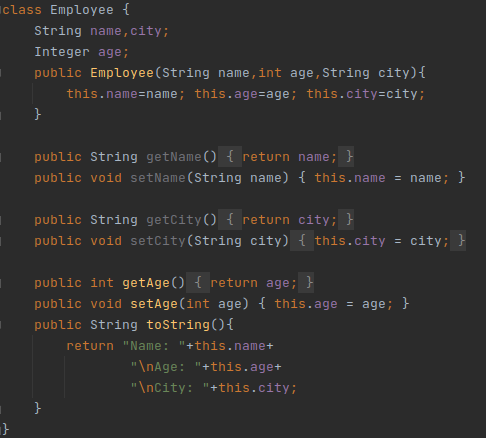 class Employee {
String name,city;
Integer age;
public Employee(String name,int age,String city){
this.name=name; this.age=age; this.city=city;
}
public String getName() { return name; }
public void setName(String name) { this.name = name; }
public String getCity() { return city; }
public void setCity(String city) { this.city = city; }
public int getAge() { return age; }
public void setAge(int age) { this.age = age; }
public String toString(){
return "Name: "+this.name+
"\nAge: "+this.age+
"\nCity: "+this.city;
}
}